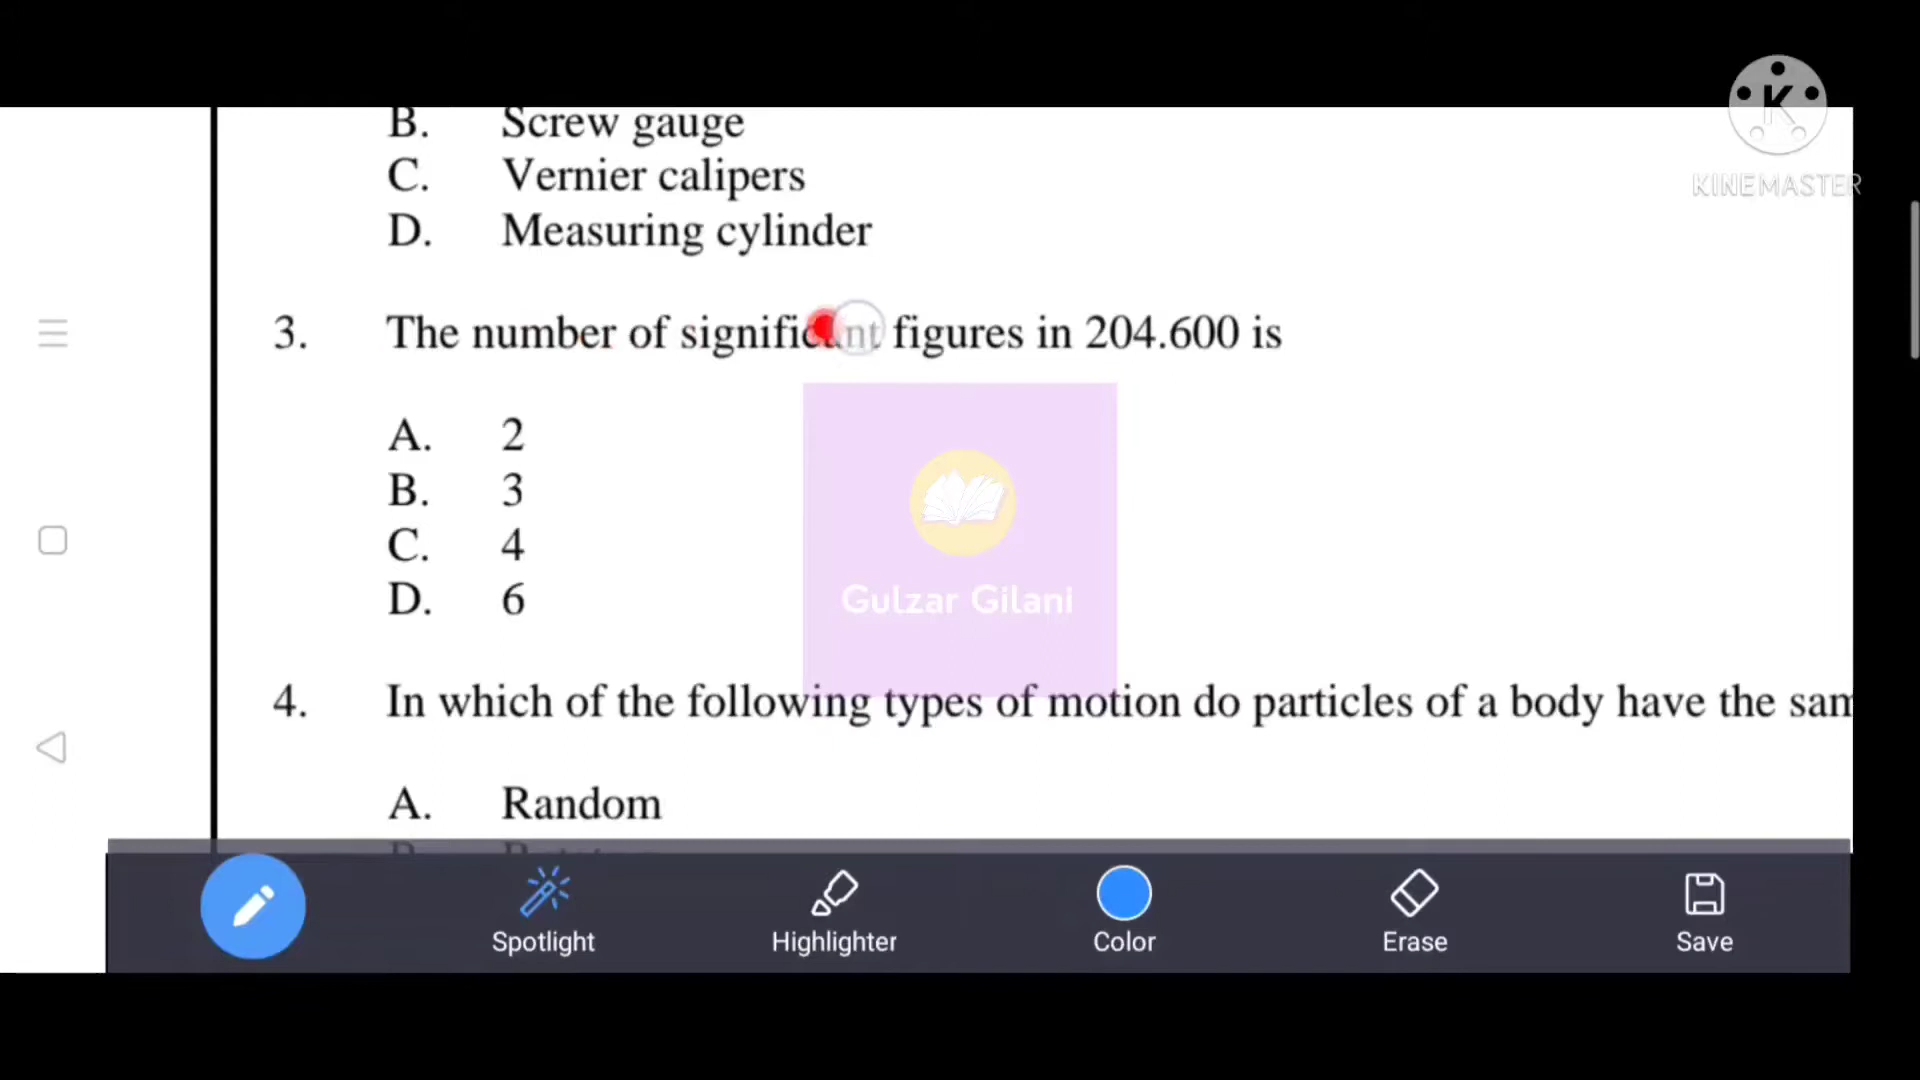 KINEMASTER
B. Screw gauge
C. Vernier calipers
D. Measuring cylinder
3. The number of significant figures in 204.600 is
A. 2
B. 3
C. 4
D. 6
Gulzar Gilani
4. In which of the following types of motion do particles of a body have the sam
A. Random
Spotlight Highlighter Color Erase Save